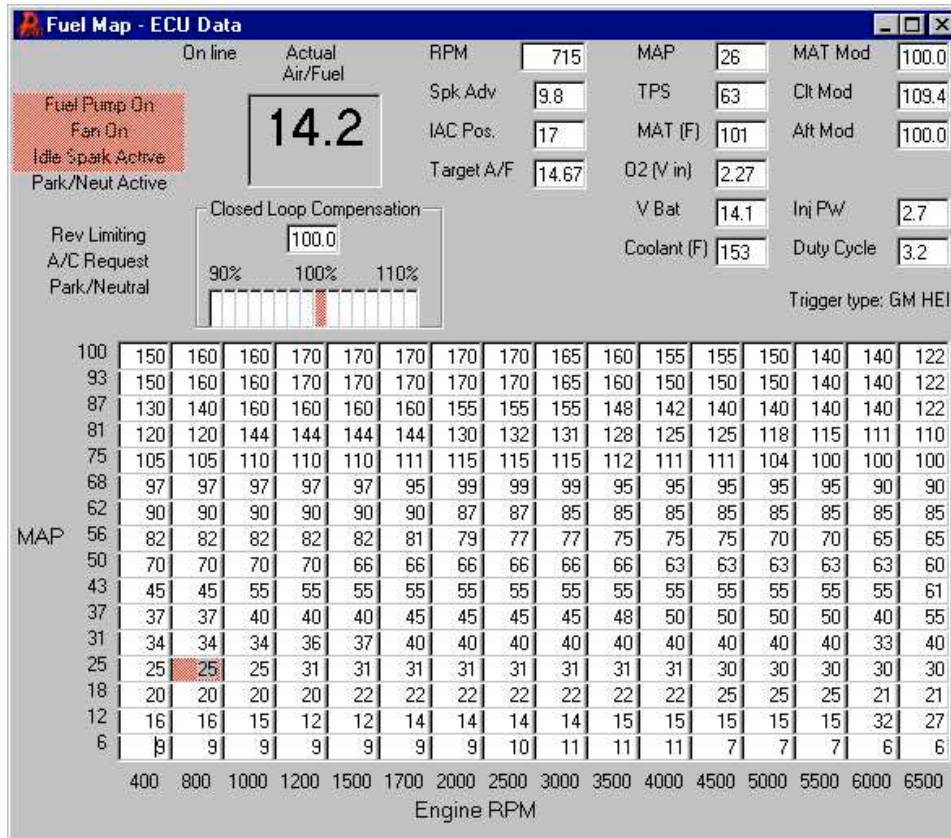 Fuel Map - ECU Data
On line
Actual Air/Fuel
14.2
RPM 715
MAP 26
MAT Mod 100.0
Spk Adv 9.8
TPS 63
Clt Mod 109.4
IAC Pos. 17
MAT (F) 101
Aft Mod 100.0
Target A/F 14.67
O2 (V in) 2.27
V Bat 14.1
Inj PW 2.7
Coolant (F) 153
Duty Cycle 3.2
Trigger type: GM HEI
Fuel Pump On
Fan On
Idle Spark Active
Park/Neut Active
Rev Limiting
A/C Request
Park/Neutral
Closed Loop Compensation
100.0
90% 100% 110%
100 150 160 160 170 170 170 170 170 165 160 155 155 150 140 140 122
93 150 160 160 170 170 170 170 170 165 160 150 150 150 140 140 122
87 130 140 160 160 160 160 155 155 155 148 142 140 140 140 140 122
81 120 120 144 144 144 144 130 132 131 128 125 125 118 115 111 110
75 105 105 110 110 110 111 115 115 115 112 111 111 104 100 100 100
68 97 97 97 97 97 95 99 99 99 95 95 95 95 95 90 90
62 90 90 90 90 90 90 87 87 85 85 85 85 85 85 85 85
MAP 56 82 82 82 82 82 81 79 77 77 75 75 75 70 70 65 65
50 70 70 70 70 66 66 66 66 66 66 63 63 63 63 63 60
43 45 45 55 55 55 55 55 55 55 55 55 55 55 55 55 61
37 37 37 40 40 40 45 45 45 45 48 50 50 50 50 40 55
31 34 34 34 36 37 40 40 40 40 40 40 40 40 40 33 40
25 25 25 25 31 31 31 31 31 31 31 31 30 30 30 30 30
18 20 20 20 20 22 22 22 22 22 22 22 25 25 25 21 21
12 16 16 15 12 12 14 14 14 14 15 15 15 15 15 32 27
6 9 9 9 9 9 9 9 10 11 11 11 7 7 7 6 6
400 800 1000 1200 1500 1700 2000 2500 3000 3500 4000 4500 5000 5500 6000 6500
Engine RPM